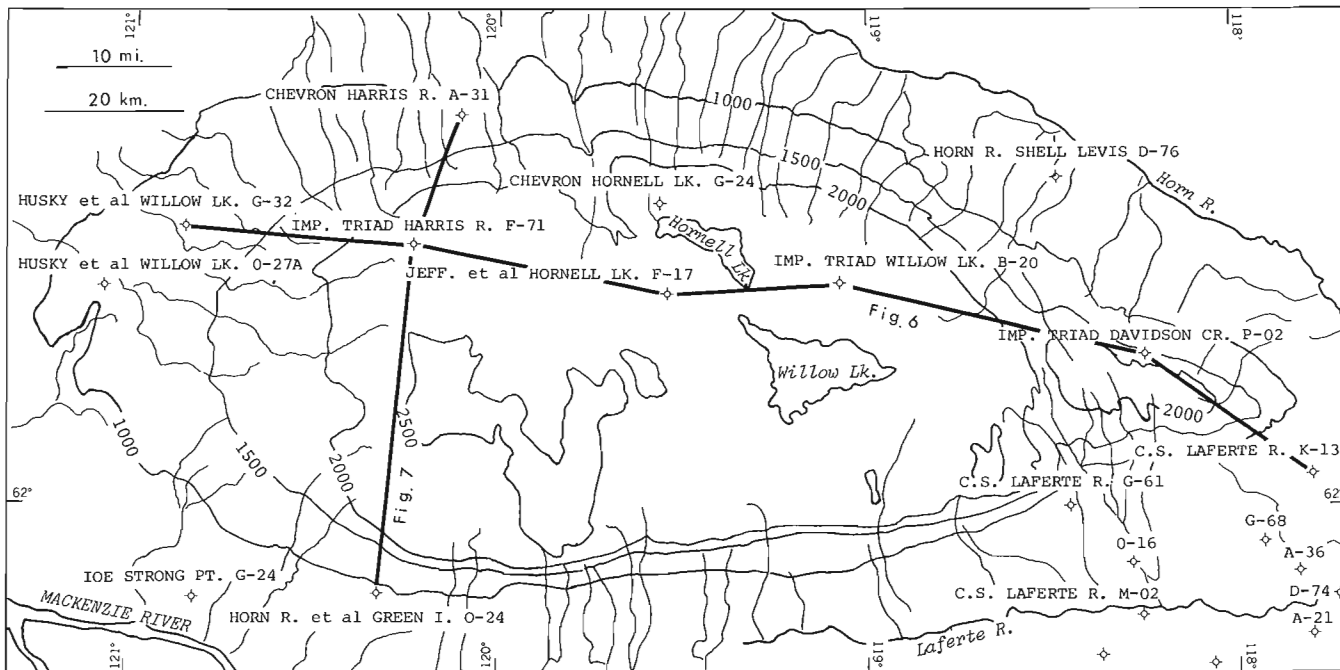 121°
120°
119°
118°
10 mi.
20 km.
CHEVRON HARRIS R. A-31
1000
1500
HORN R. SHELL LEVIS D-76
Horn R.
CHEVRON HORNELL LK. G-24
2000
HUSKY et al WILLOW LK. G-32
IMP. TRIAD HARRIS R. F-71
Hornell Lk.
IMP. TRIAD WILLOW LK. B-20
HUSKY et al WILLOW LK. O-27A
JEFF. et al HORNELL LK. F-17
Fig. 6
IMP. TRIAD DAVIDSON CR. P-02
Willow Lk.
2500
2000
1000
1500
2000
C.S. LAFERTE R. K-13
C.S. LAFERTE R. G-61
62°
62°
Fig. 7
G-68
O-16
A-36
IOE STRONG PT. G-24
C.S. LAFERTE R. M-02
D-74
MACKENZIE RIVER
HORN R. et al GREEN I. O-24
A-21
Laferte R.
121°
120°
119°
118°